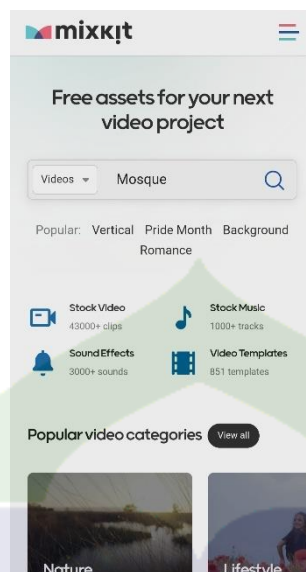 mixkit
Free assets for your next
video project
Videos Mosque
Popular: Vertical Pride Month Background
Romance
Stock Video
43000+ clips
Stock Music
1000+ tracks
Sound Effects
3000+ sounds
Video Templates
851 templates
Popular video categories View all
Nature
Lifestyle